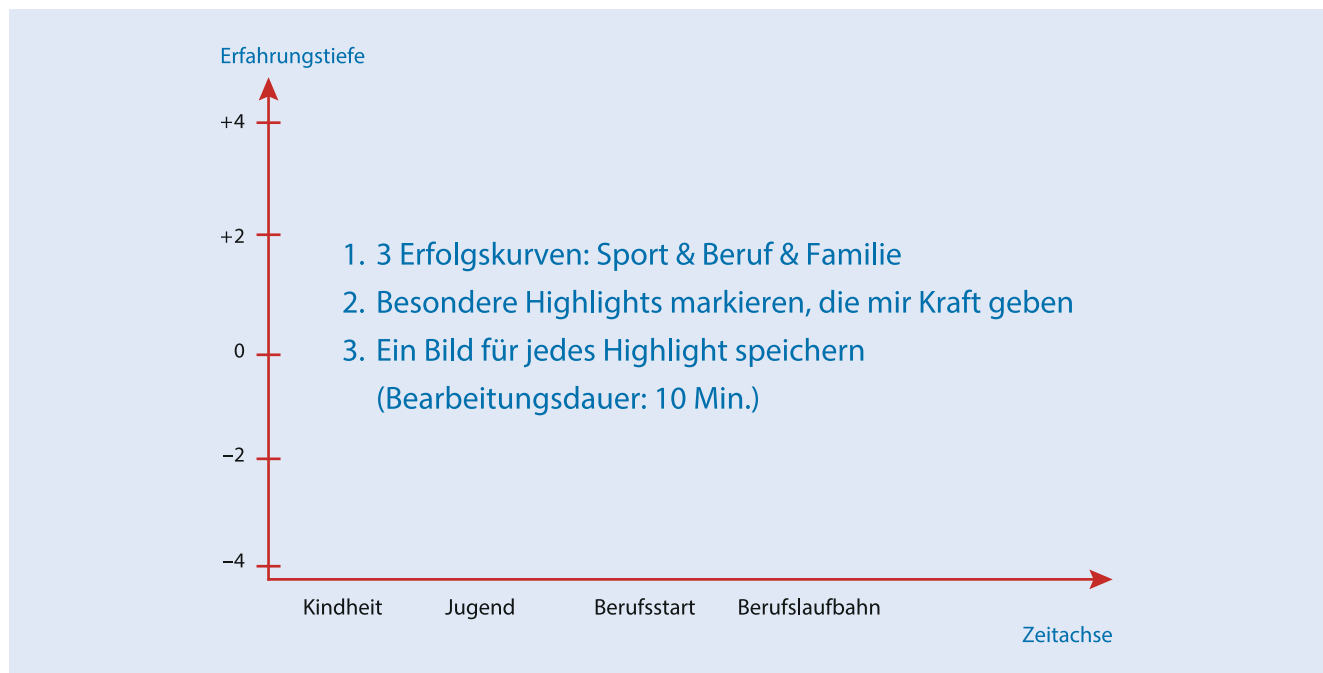 Erfahrungstiefe
+4
+2
1. 3 Erfolgskurven: Sport & Beruf & Familie
2. Besondere Highlights markieren, die mir Kraft geben
0
3. Ein Bild für jedes Highlight speichern
(Bearbeitungsdauer: 10 Min.)
–2
–4
Kindheit Jugend Berufsstart Berufslaufbahn
Zeitachse